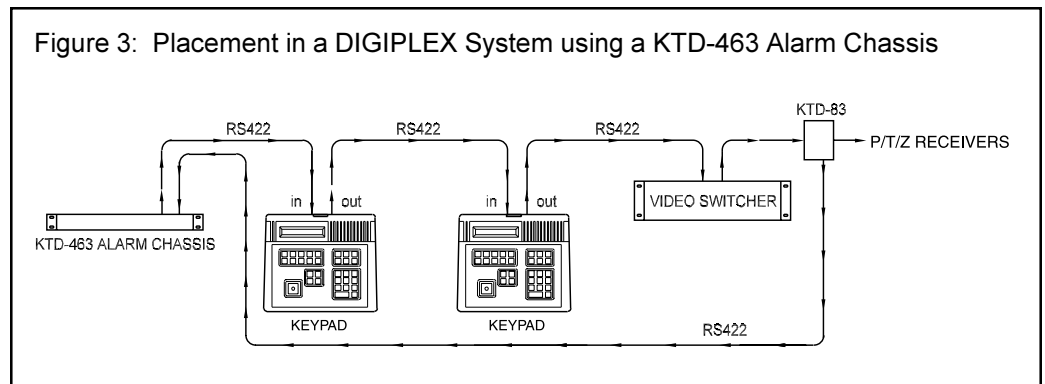 Figure 3: Placement in a DIGIPLEX System using a KTD-463 Alarm Chassis
KTD-83
RS422
RS422
RS422
P/T/Z RECEIVERS
in
out
in
out
VIDEO SWITCHER
KTD-463 ALARM CHASSIS
KEYPAD
KEYPAD
RS422